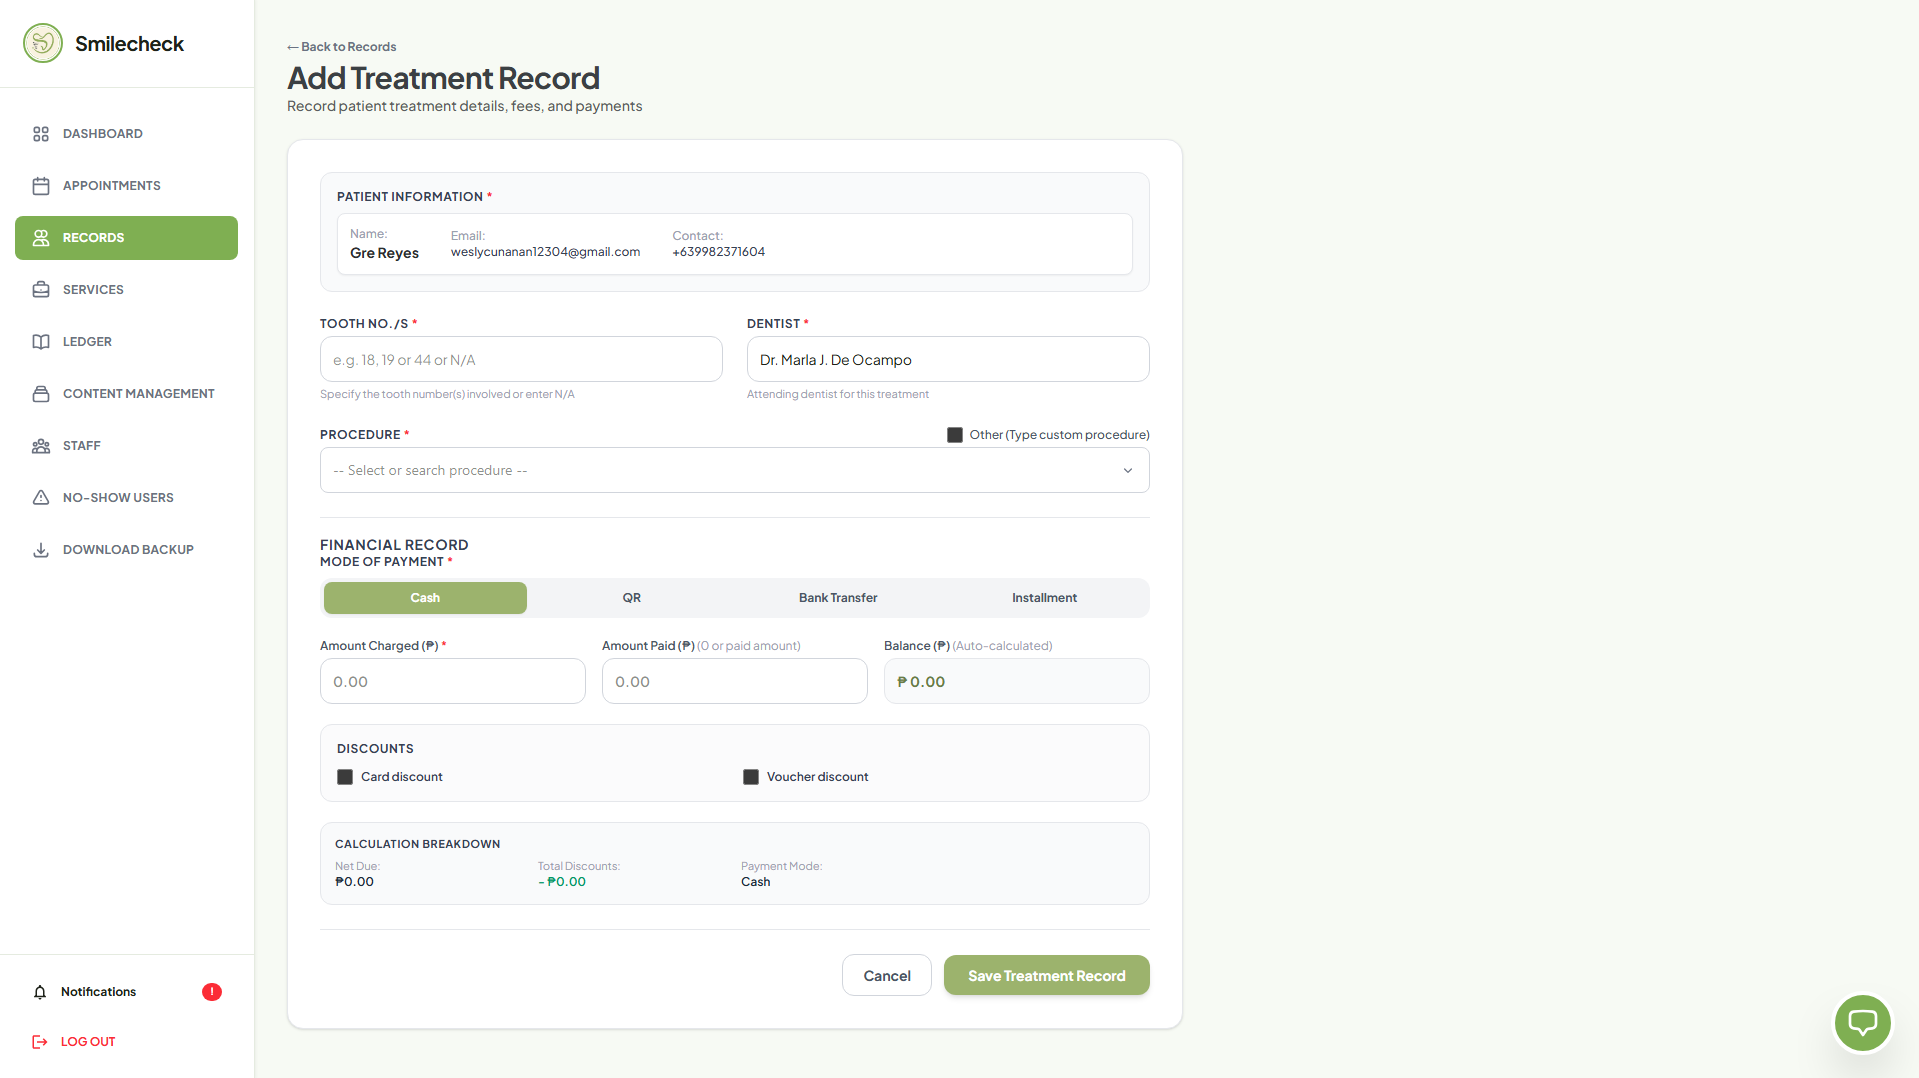 Smilecheck
DASHBOARD
APPOINTMENTS
RECORDS
SERVICES
LEDGER
CONTENT MANAGEMENT
STAFF
NO-SHOW USERS
DOWNLOAD BACKUP
Notifications !
LOG OUT
← Back to Records
Add Treatment Record
Record patient treatment details, fees, and payments
PATIENT INFORMATION *
Name: Email: Contact:
Gre Reyes weslycunanan12304@gmail.com +639982371604
TOOTH NO./S * DENTIST *
e.g. 18, 19 or 44 or N/A Dr. Marla J. De Ocampo
Specify the tooth number(s) involved or enter N/A Attending dentist for this treatment
PROCEDURE * Other (Type custom procedure)
-- Select or search procedure --
FINANCIAL RECORD
MODE OF PAYMENT *
Cash QR Bank Transfer Installment
Amount Charged (₱) * Amount Paid (₱) (0 or paid amount) Balance (₱) (Auto-calculated)
0.00 0.00 ₱ 0.00
DISCOUNTS
Card discount Voucher discount
CALCULATION BREAKDOWN
Net Due: Total Discounts: Payment Mode:
₱0.00 - ₱0.00 Cash
Cancel Save Treatment Record